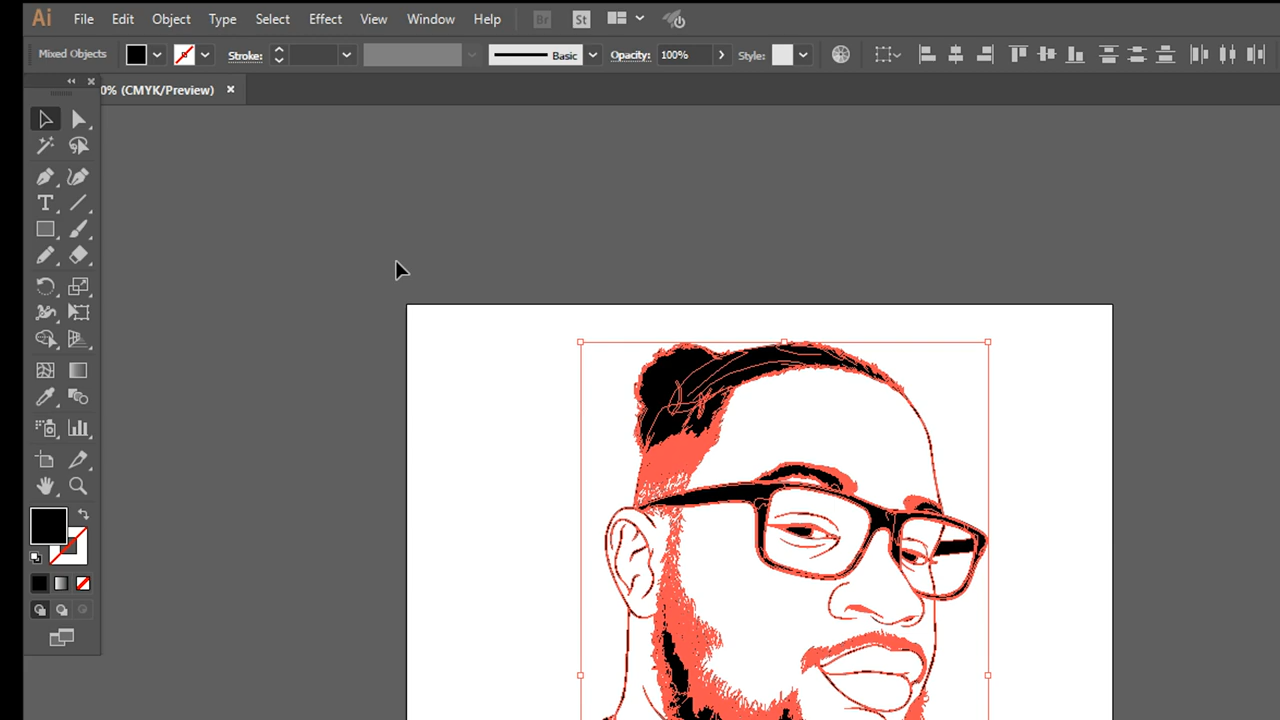 Ai File Edit Object Type Select Effect View Window Help Br St
Mixed Objects Stroke: Basic Opacity: 100% Style:
0% (CMYK/Preview) ×
T